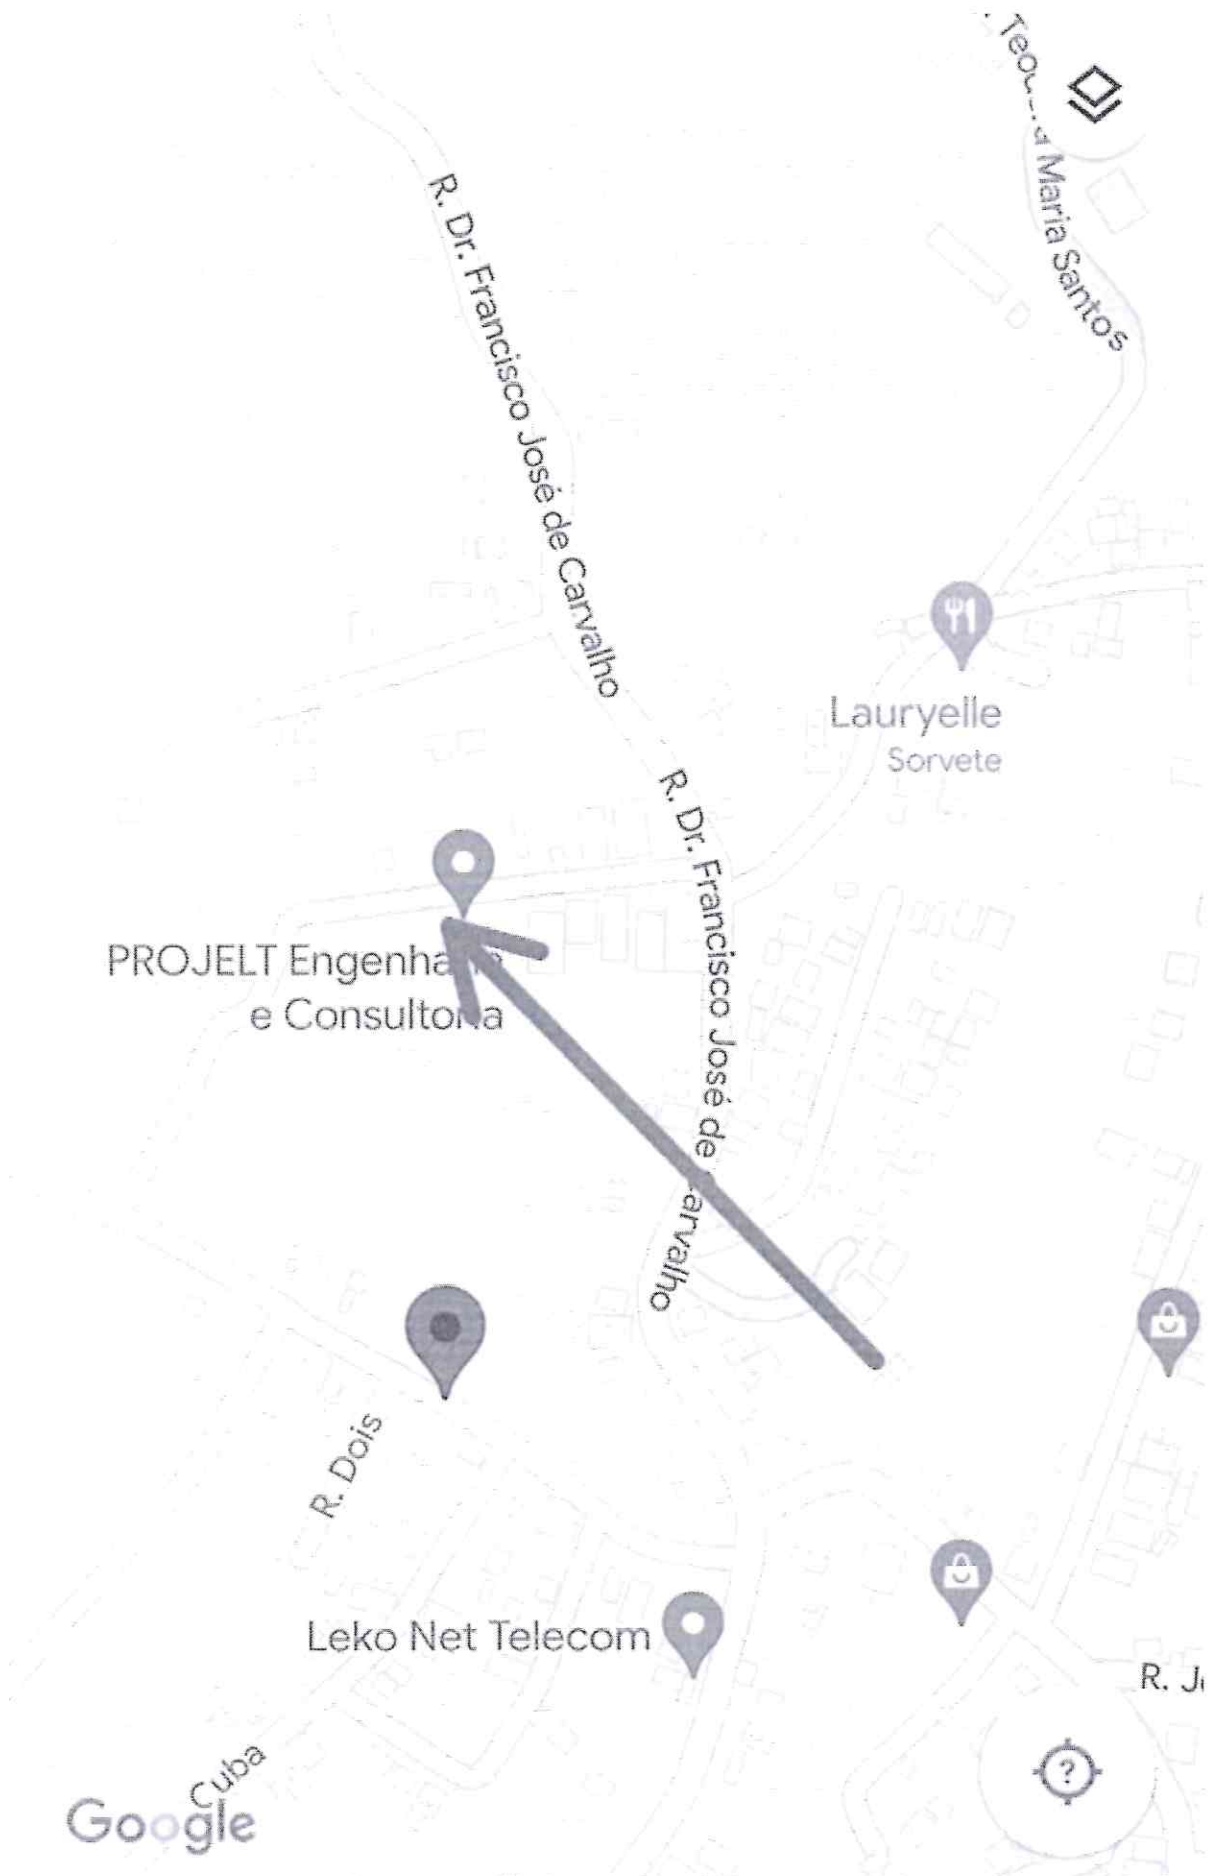 Maria Santos
R. Dr. Francisco José de Carvalho
Lauryelle
Sorvete
R. Dr. Francisco José de arvalho
PROJELT Engenha
e Consultoria
R. Dois
Leko Net Telecom
R. J
Cuba
Google
?